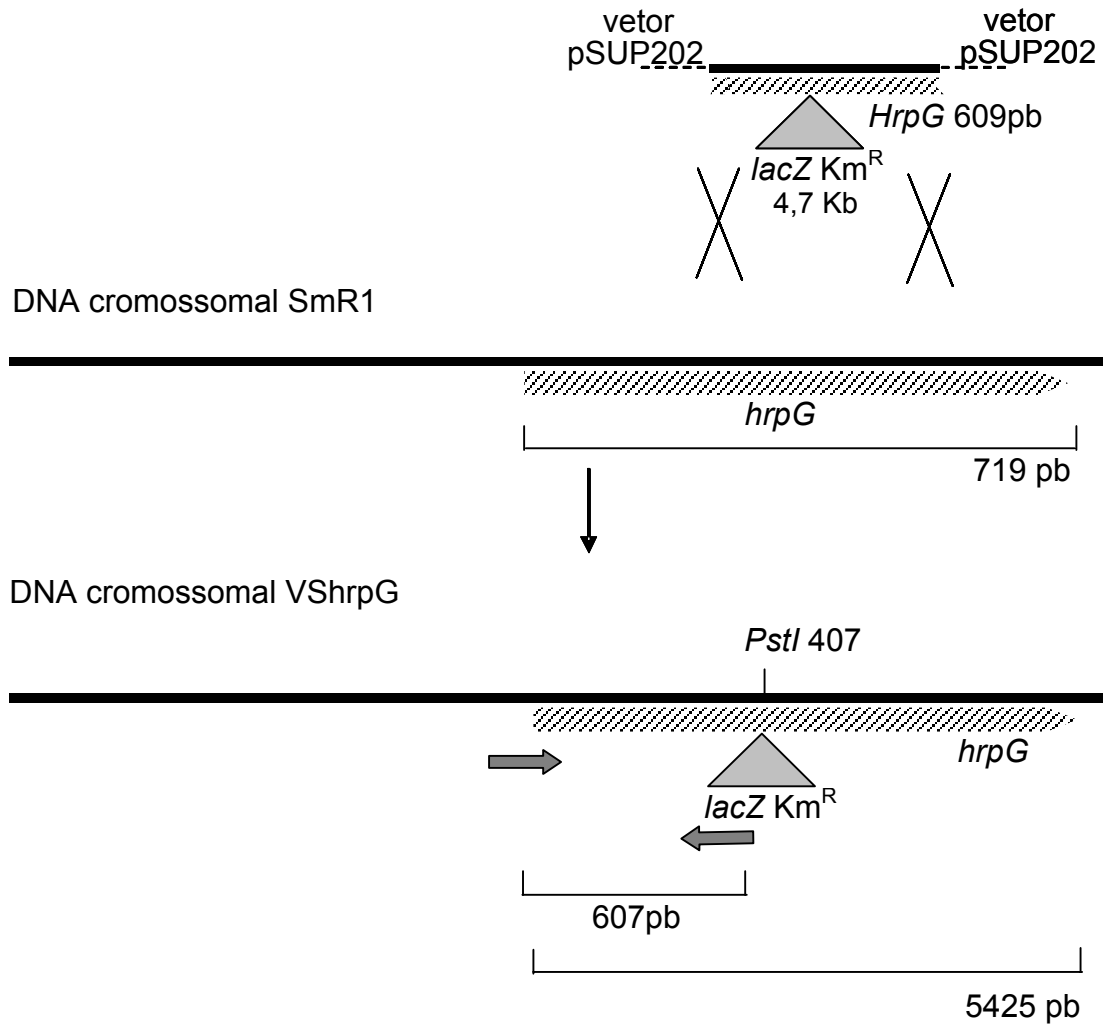 vetor
pSUP202
vetor
pSUP202
HrpG 609pb
lacZ Kmᴿ
4,7 Kb
DNA cromossomal SmR1
hrpG
719 pb
DNA cromossomal VShrpG
PstI 407
hrpG
lacZ Kmᴿ
607pb
5425 pb